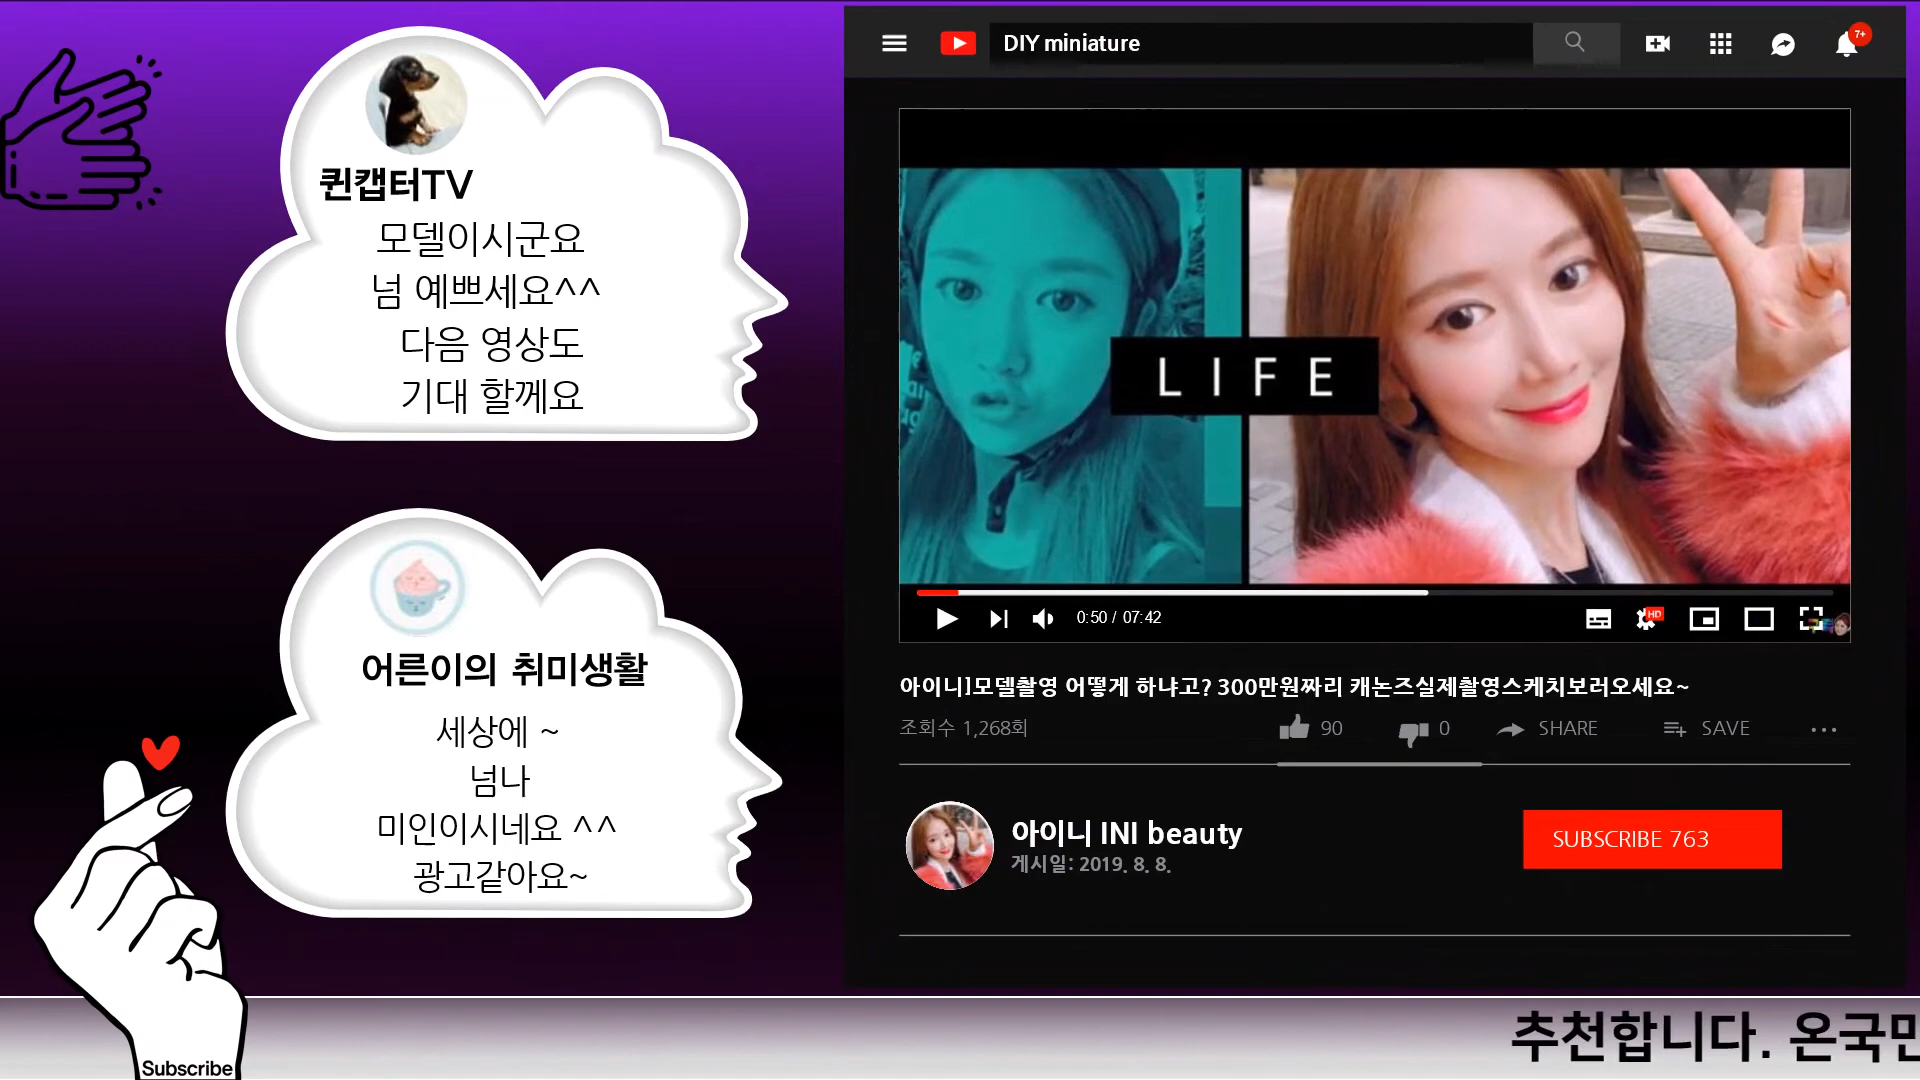 퀸캡터TV
모델이시군요
넘 예쁘세요^^
다음 영상도
기대 할께요
어른이의 취미생활
세상에 ~
넘나
미인이시네요 ^^
광고같아요~
Subscribe
DIY miniature
7+
LIFE
0:50 / 07:42
HD
아이니]모델촬영 어떻게 하냐고? 300만원짜리 캐논즈실제촬영스케치보러오세요~
조회수 1,268회
90
0
SHARE
SAVE
아이니 INI beauty
게시일: 2019. 8. 8.
SUBSCRIBE 763
추천합니다. 온국민